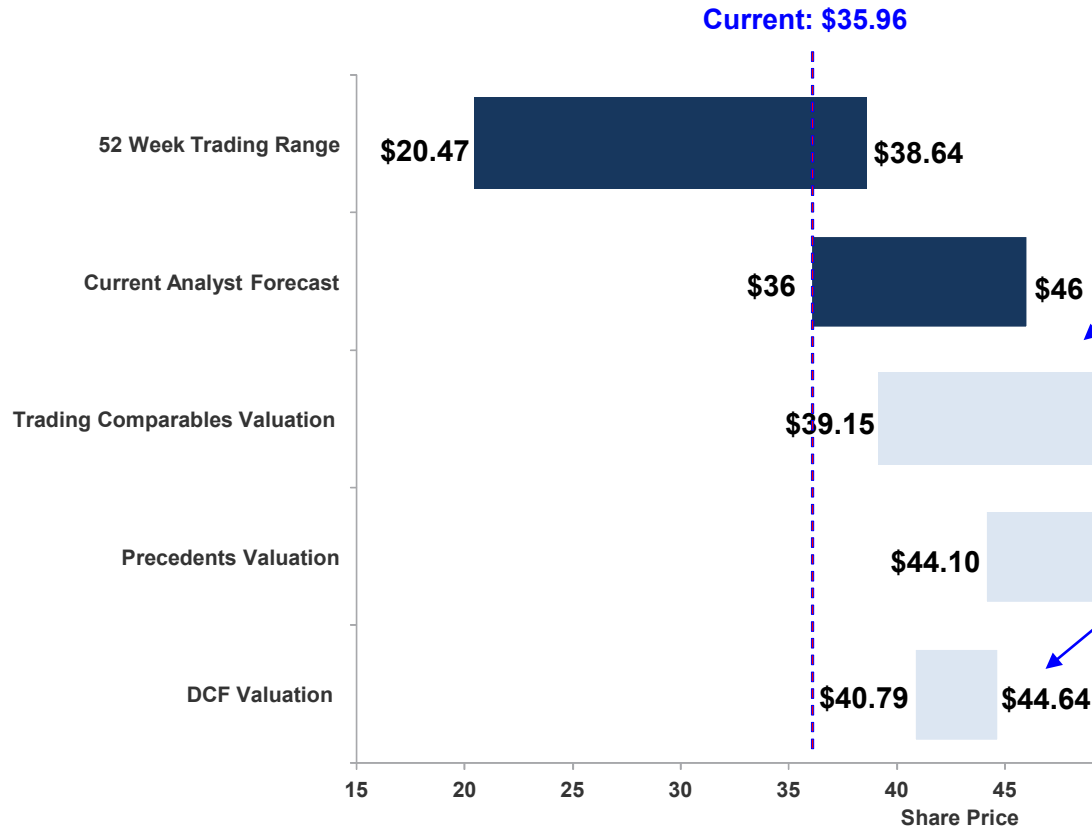 Current: $35.96
52 Week Trading Range
$20.47
$38.64
Current Analyst Forecast
$36
$46
Trading Comparables Valuation
$39.15
Precedents Valuation
$44.10
DCF Valuation
$40.79
$44.64
15 20 25 30 35 40 45
Share Price